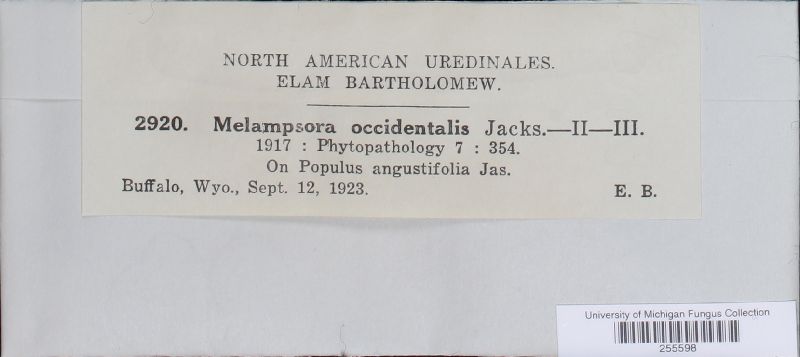 NORTH AMERICAN UREDINALES.
ELAM BARTHOLOMEW.
2920. Melampsora occidentalis Jacks.—II—III.
1917 : Phytopathology 7 : 354.
On Populus angustifolia Jas.
Buffalo, Wyo., Sept. 12, 1923. E. B.
University of Michigan Fungus Collection
255598